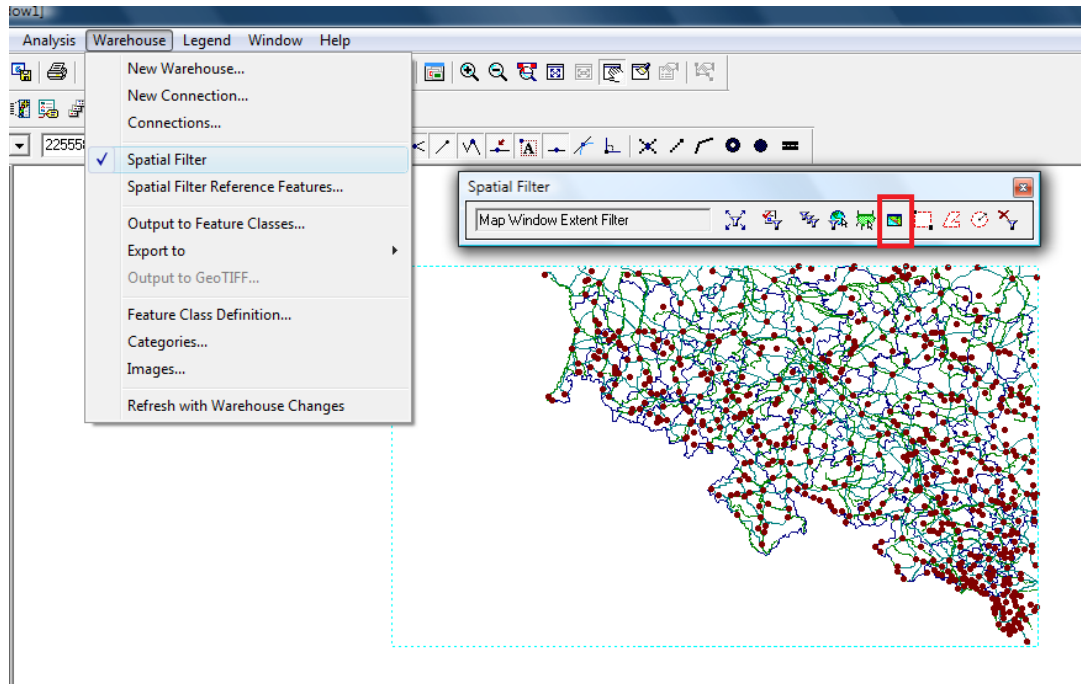 ow1]
Analysis Warehouse Legend Window Help
New Warehouse...
New Connection...
Connections...
22555
Spatial Filter
Spatial Filter Reference Features...
Output to Feature Classes...
Export to
Output to GeoTIFF...
Feature Class Definition...
Categories...
Images...
Refresh with Warehouse Changes
Spatial Filter
Map Window Extent Filter